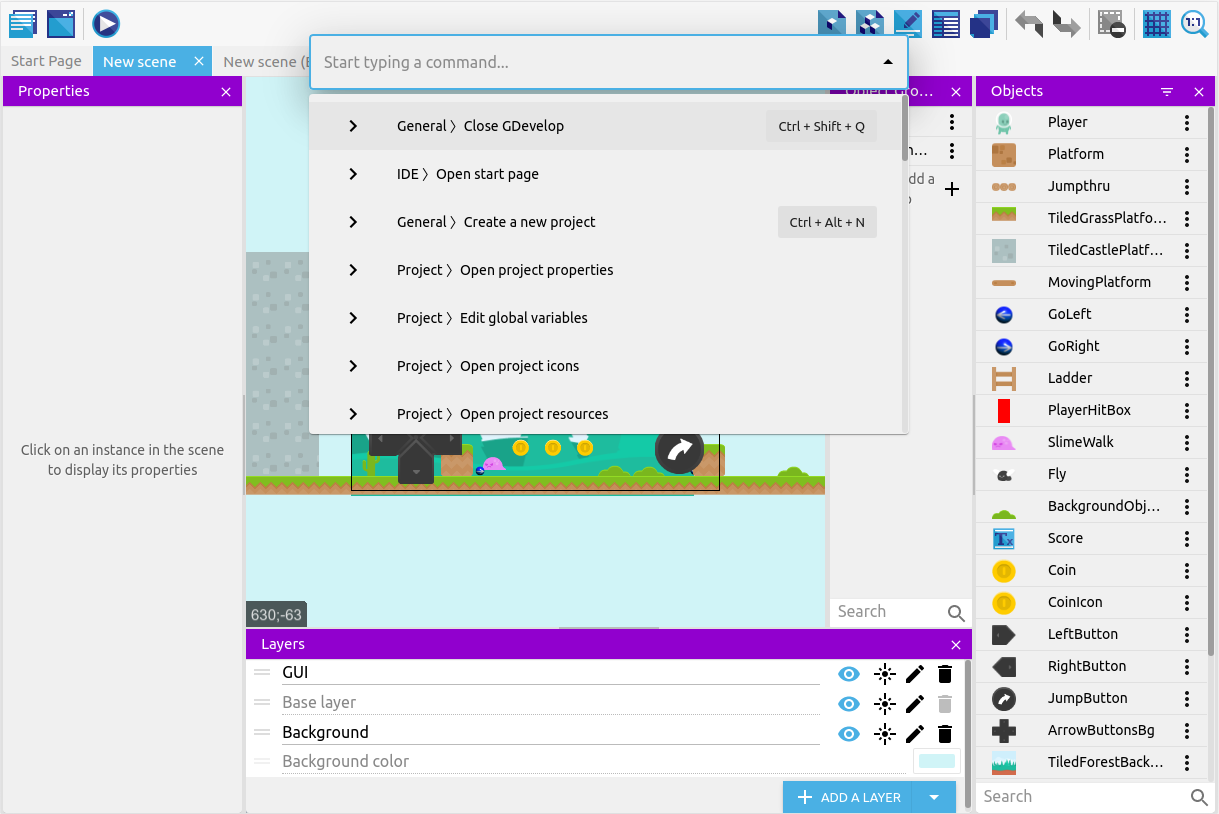 1:1
Start Page
New scene
New scene (
Start typing a command...
Properties
Objects
General 〉 Close GDevelop
Ctrl + Shift + Q
IDE 〉 Open start page
General 〉 Create a new project
Ctrl + Alt + N
Project 〉 Open project properties
Project 〉 Edit global variables
Project 〉 Open project icons
Project 〉 Open project resources
Click on an instance in the scene
to display its properties
630;-63
Search
Player
Platform
Jumpthru
TiledGrassPlatfo...
TiledCastlePlatf...
MovingPlatform
GoLeft
GoRight
Ladder
PlayerHitBox
SlimeWalk
Fly
BackgroundObj...
Tx
Score
Coin
CoinIcon
LeftButton
RightButton
JumpButton
ArrowButtonsBg
TiledForestBack...
Search
Layers
GUI
Base layer
Background
Background color
ADD A LAYER